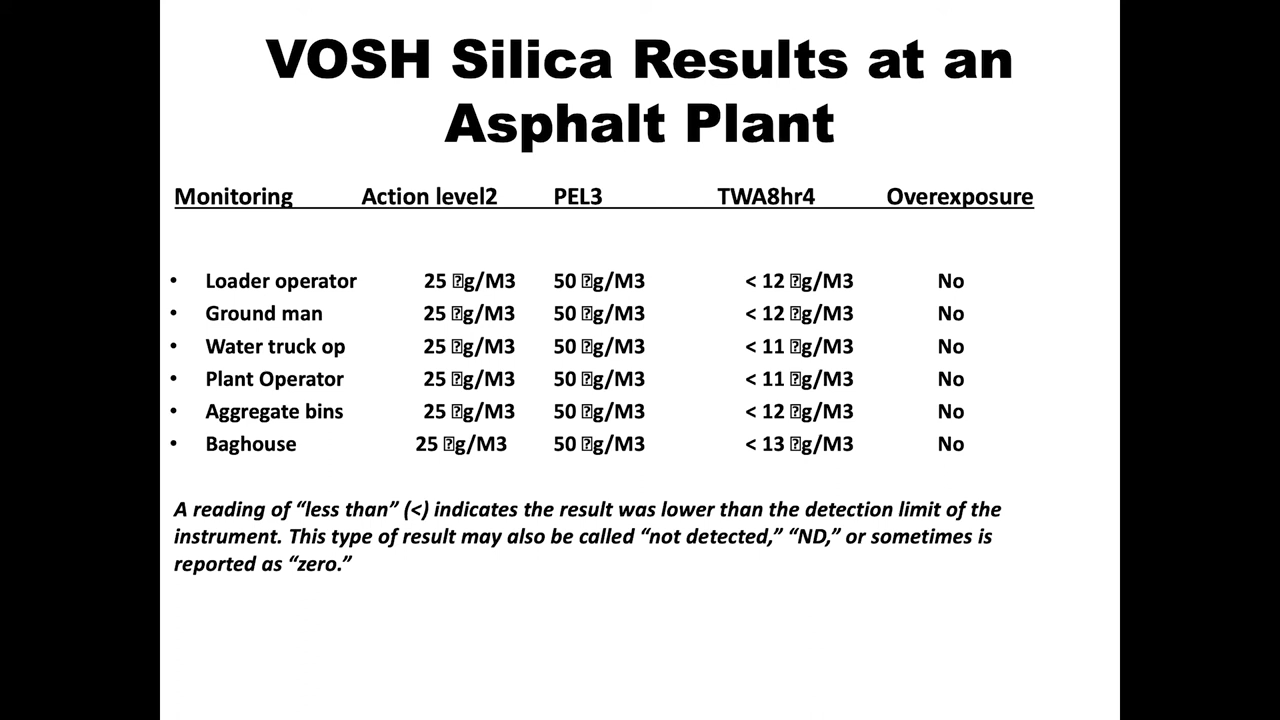 VOSH Silica Results at an
Asphalt Plant
Monitoring Action level2 PEL3 TWA8hr4 Overexposure
• Loader operator 25 �g/M3 50 �g/M3 < 12 �g/M3 No
• Ground man 25 �g/M3 50 �g/M3 < 12 �g/M3 No
• Water truck op 25 �g/M3 50 �g/M3 < 11 �g/M3 No
• Plant Operator 25 �g/M3 50 �g/M3 < 11 �g/M3 No
• Aggregate bins 25 �g/M3 50 �g/M3 < 12 �g/M3 No
• Baghouse 25 �g/M3 50 �g/M3 < 13 �g/M3 No
A reading of “less than” (<) indicates the result was lower than the detection limit of the
instrument. This type of result may also be called “not detected,” “ND,” or sometimes is
reported as “zero.”